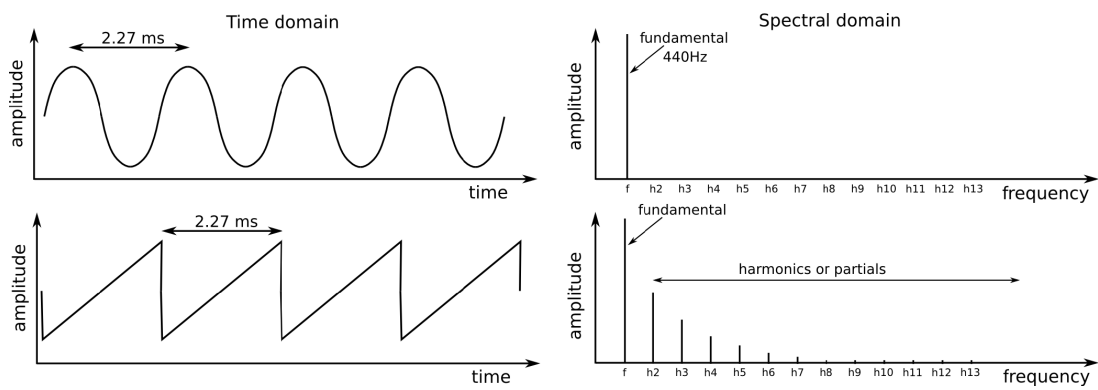 Time domain
2.27 ms
amplitude
time
Spectral domain
fundamental
440Hz
amplitude
f h2 h3 h4 h5 h6 h7 h8 h9 h10 h11 h12 h13
frequency
2.27 ms
amplitude
time
fundamental
harmonics or partials
amplitude
f h2 h3 h4 h5 h6 h7 h8 h9 h10 h11 h12 h13
frequency